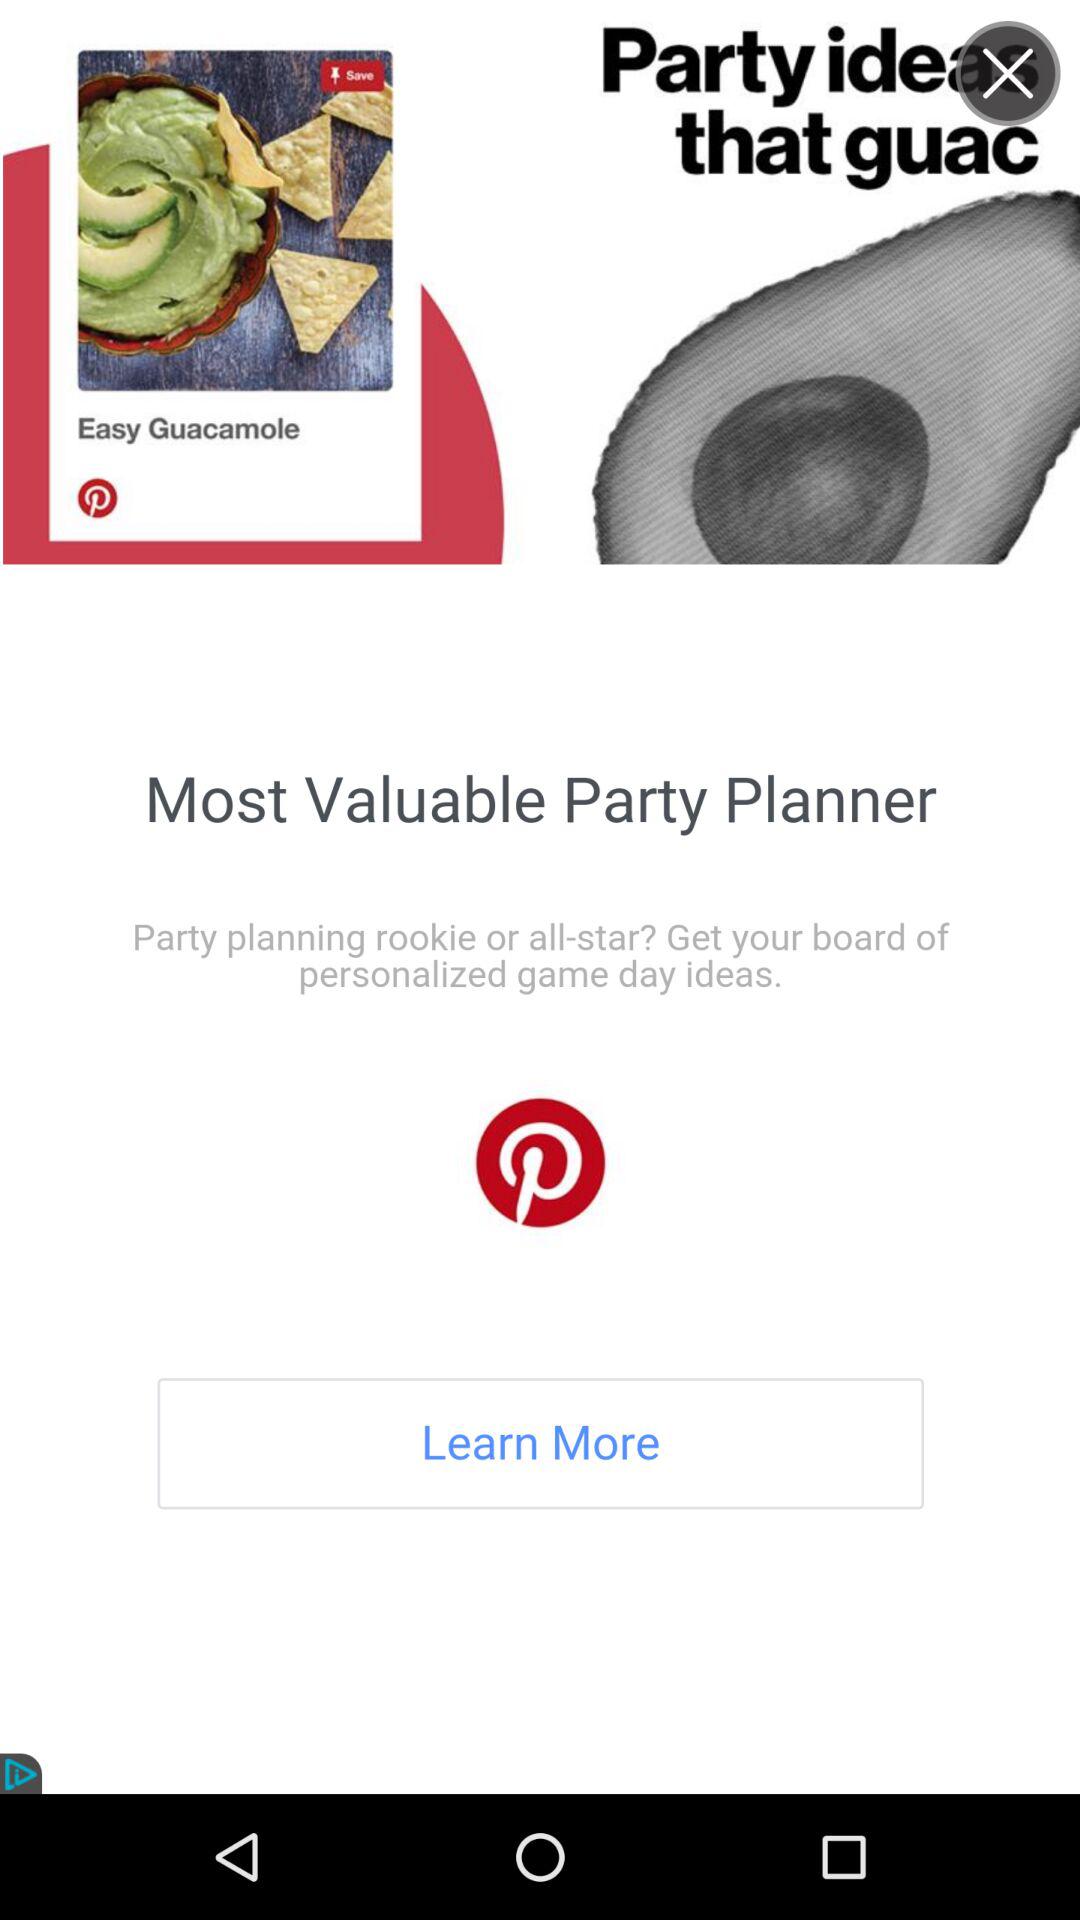 Save
Party ideas
that guac
Easy Guacamole
Most Valuable Party Planner
Party planning rookie or all-star? Get your board of
personalized game day ideas.
Learn More